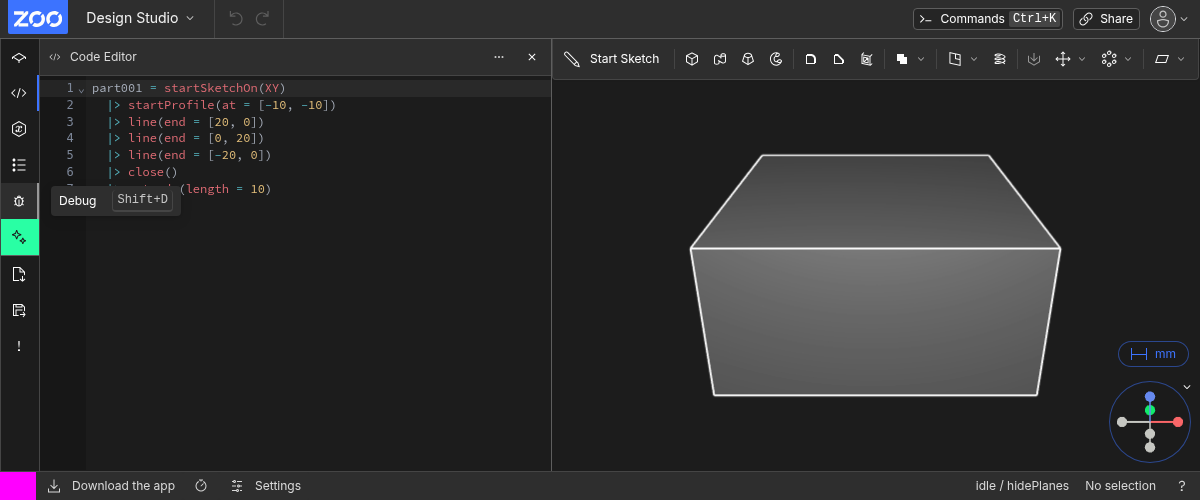 ZOO Design Studio
Commands Ctrl+K
Share
Code Editor
Start Sketch
1 part001 = startSketchOn(XY)
2 |> startProfile(at = [-10, -10])
3 |> line(end = [20, 0])
4 |> line(end = [0, 20])
5 |> line(end = [-20, 0])
6 |> close()
(length = 10)
Debug Shift+D
mm
Download the app
Settings
idle / hidePlanes
No selection
?